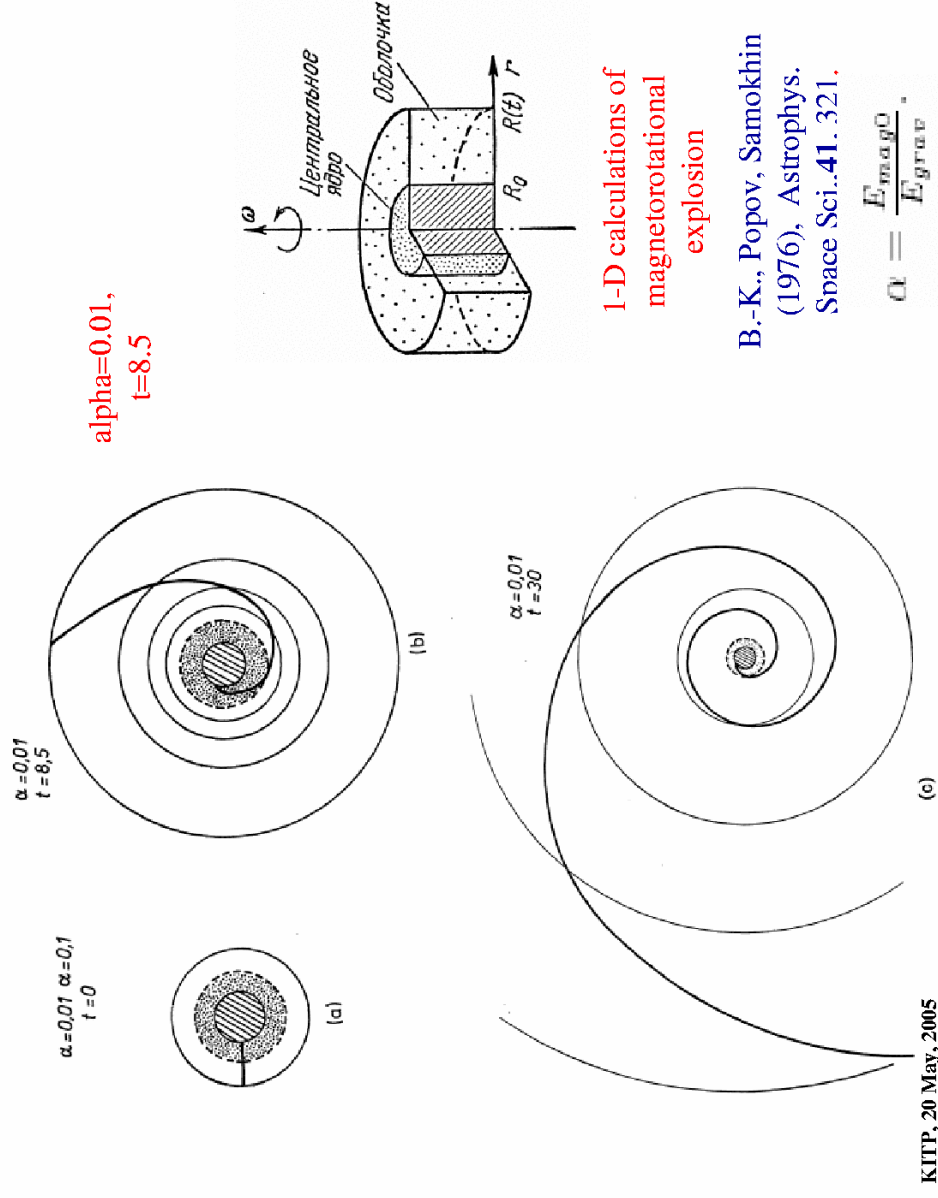 α=0,01 α=0,1
t=0
(a)
α=0,01
t=8,5
(b)
alpha=0.01,
t=8.5
ω
Центральное
ядро
Оболочка
R₀
R(t)
r
α=0,01
t=30
(c)
1-D calculations of
magnetorotational
explosion
B.-K., Popov, Samokhin
(1976), Astrophys.
Space Sci..41. 321.
α = E_mag0 / E_grav .
KITP, 20 May, 2005